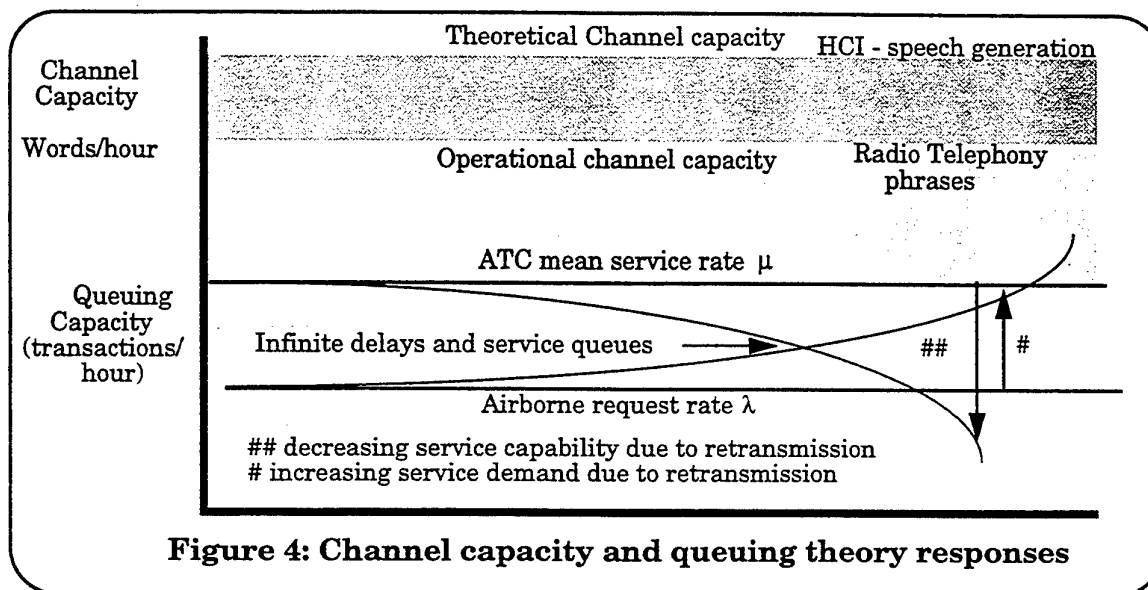 Theoretical Channel capacity
HCI - speech generation
Channel
Capacity
Words/hour
Operational channel capacity
Radio Telephony
phrases
ATC mean service rate μ
Queuing
Capacity
(transactions/
hour)
Infinite delays and service queues
##
#
Airborne request rate λ
## decreasing service capability due to retransmission
# increasing service demand due to retransmission
Figure 4: Channel capacity and queuing theory responses